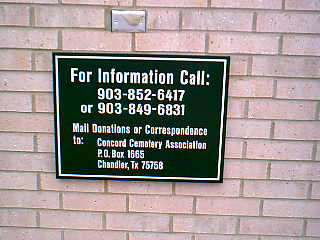 For Information Call:
903-852-6417
or 903-849-6831
Mail Donations or Correspondence
to: Concord Cemetery Association
P.O. Box 1665
Chandler, Tx 75758